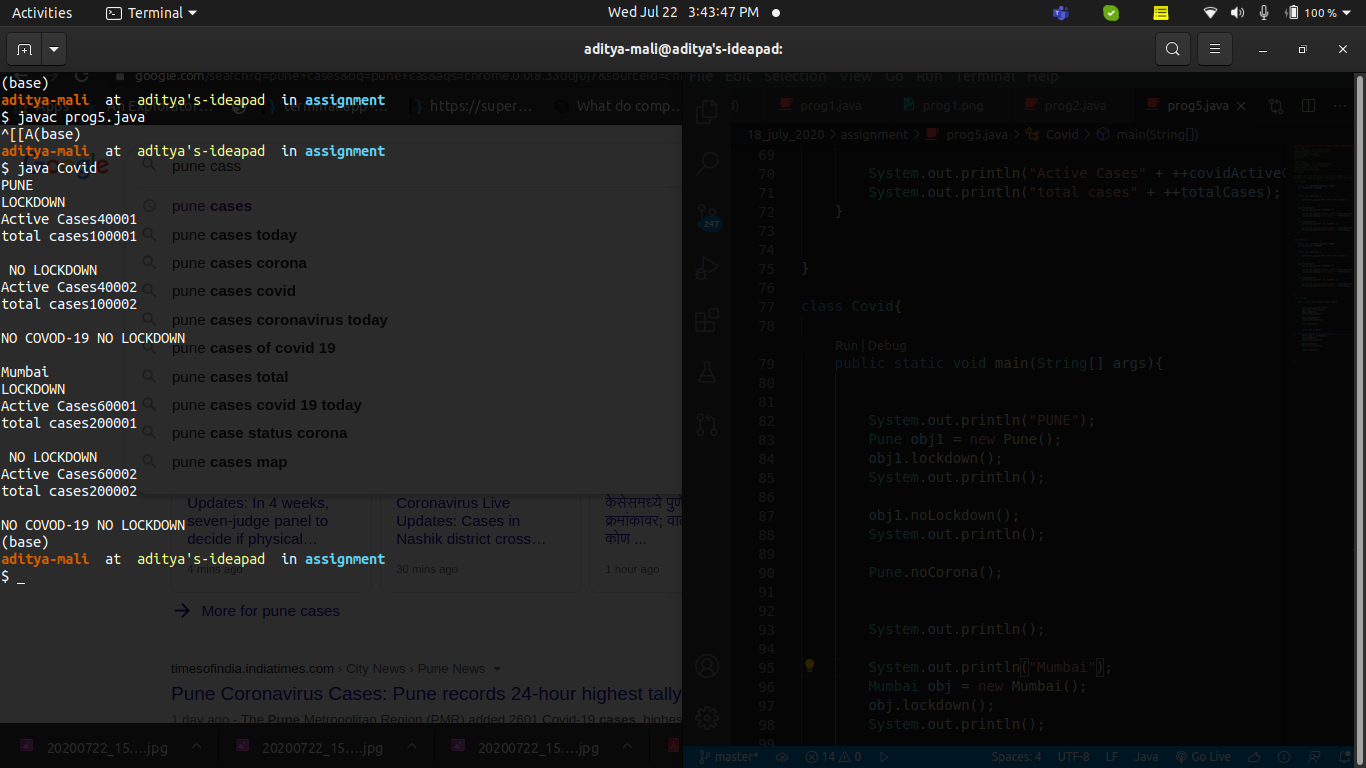 Activities
Terminal
Wed Jul 22 3:43:47 PM
100 %
aditya-mali@aditya's-ideapad:
(base)
aditya-mali at aditya's-ideapad in assignment
$ javac prog5.java
^[[A(base)
aditya-mali at aditya's-ideapad in assignment
$ java Covid
PUNE
LOCKDOWN
Active Cases40001
total cases100001
NO LOCKDOWN
Active Cases40002
total cases100002
NO COVOD-19 NO LOCKDOWN
Mumbai
LOCKDOWN
Active Cases60001
total cases200001
NO LOCKDOWN
Active Cases60002
total cases200002
NO COVOD-19 NO LOCKDOWN
(base)
aditya-mali at aditya's-ideapad in assignment
$ _
https://super...
What do comp...
pune cass
pune cases
pune cases today
pune cases corona
pune cases covid
pune cases coronavirus today
pune cases of covid 19
pune cases total
pune cases covid 19 today
pune case status corona
pune cases map
Updates: In 4 weeks,
seven-judge panel to
decide if physical...
4 mins ago
Coronavirus Live
Updates: Cases in
Nashik district cross...
30 mins ago
केसेसमध्ये पुणे
क्रमांकावर;
कोण ...
1 hour ago
More for pune cases
timesofindia.indiatimes.com › City News › Pune News
Pune Coronavirus Cases: Pune records 24-hour highest tally
1 day ago - The Pune Metropolitan Region (PMR) added 2601 Covid-19 cases, highest
20200722_15....jpg
20200722_15....jpg
20200722_15....jpg
File Edit Selection View Go Run Terminal Help
prog1.java
prog1.png
prog2.java
prog5.java
18_july_2020 > assignment > prog5.java > Covid > main(String[])
247
69
70 System.out.println("Active Cases" + ++covidActiveC
71 System.out.println("total cases" + ++totalCases);
72 }
73
74
75 }
76
77 class Covid{
78
Run | Debug
79 public static void main(String[] args){
80
81
82 System.out.println("PUNE");
83 Pune obj1 = new Pune();
84 obj1.lockdown();
85 System.out.println();
86
87 obj1.noLockdown();
88 System.out.println();
89
90 Pune.noCorona();
91
92
93 System.out.println();
94
95 System.out.println("Mumbai");
96 Mumbai obj = new Mumbai();
97 obj.lockdown();
98 System.out.println();
99
master*
14
0
Spaces: 4
UTF-8
LF
Java
Go Live